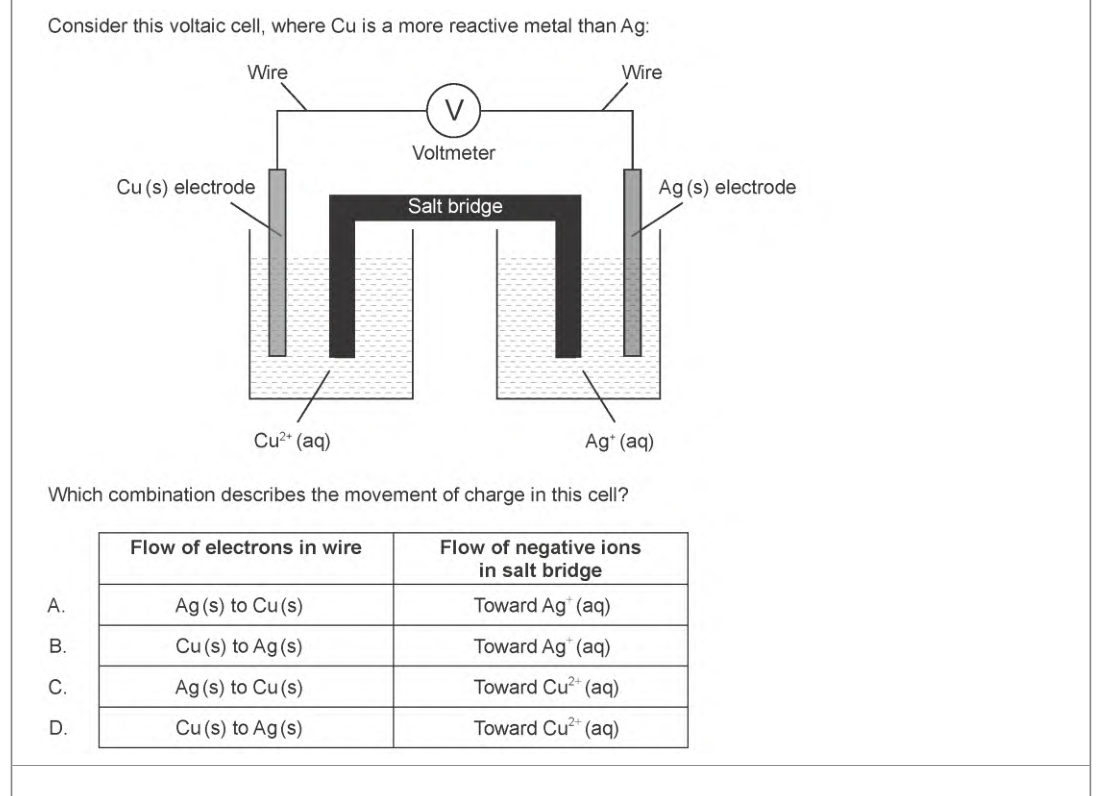 Consider this voltaic cell, where Cu is a more reactive metal than Ag:
Wire Wire
V
Voltmeter
Cu (s) electrode Ag (s) electrode
Salt bridge
Cu²⁺ (aq) Ag⁺ (aq)
Which combination describes the movement of charge in this cell?
Flow of electrons in wire Flow of negative ions
in salt bridge
A. Ag (s) to Cu (s) Toward Ag⁺ (aq)
B. Cu (s) to Ag (s) Toward Ag⁺ (aq)
C. Ag (s) to Cu (s) Toward Cu²⁺ (aq)
D. Cu (s) to Ag (s) Toward Cu²⁺ (aq)